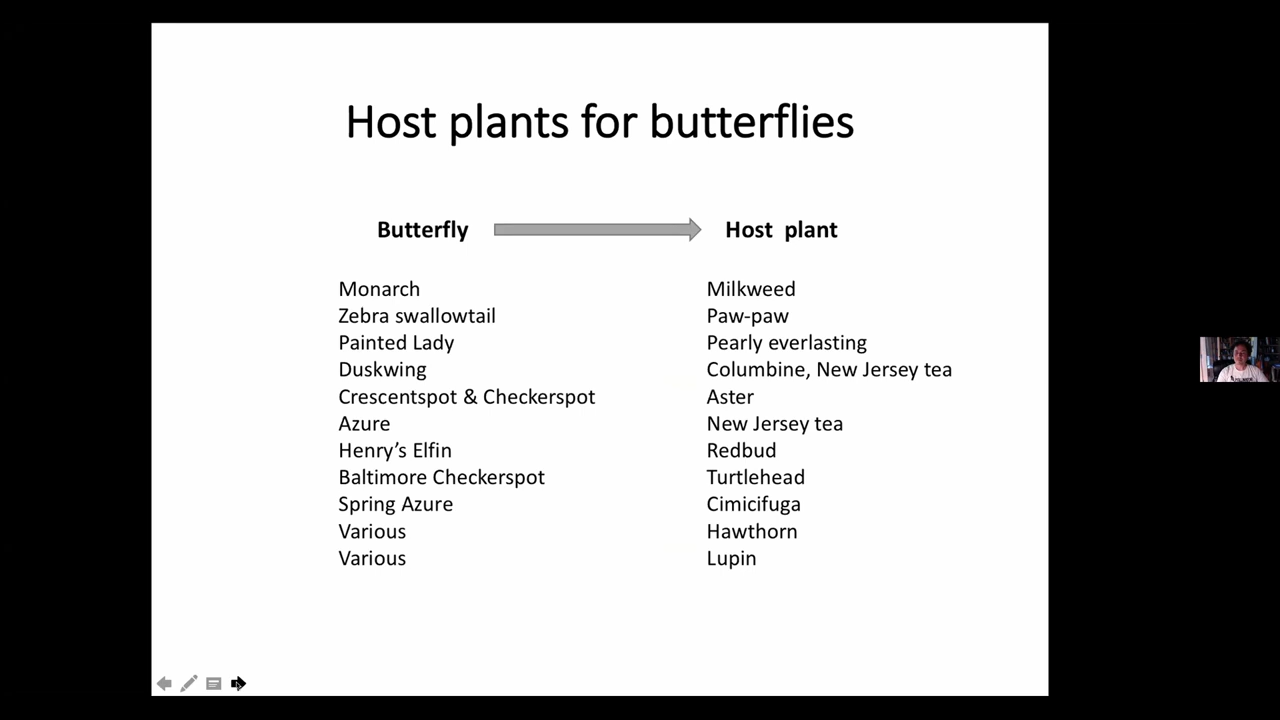 Host plants for butterflies
Butterfly Host plant
Monarch Milkweed
Zebra swallowtail Paw-paw
Painted Lady Pearly everlasting
Duskwing Columbine, New Jersey tea
Crescentspot & Checkerspot Aster
Azure New Jersey tea
Henry’s Elfin Redbud
Baltimore Checkerspot Turtlehead
Spring Azure Cimicifuga
Various Hawthorn
Various Lupin